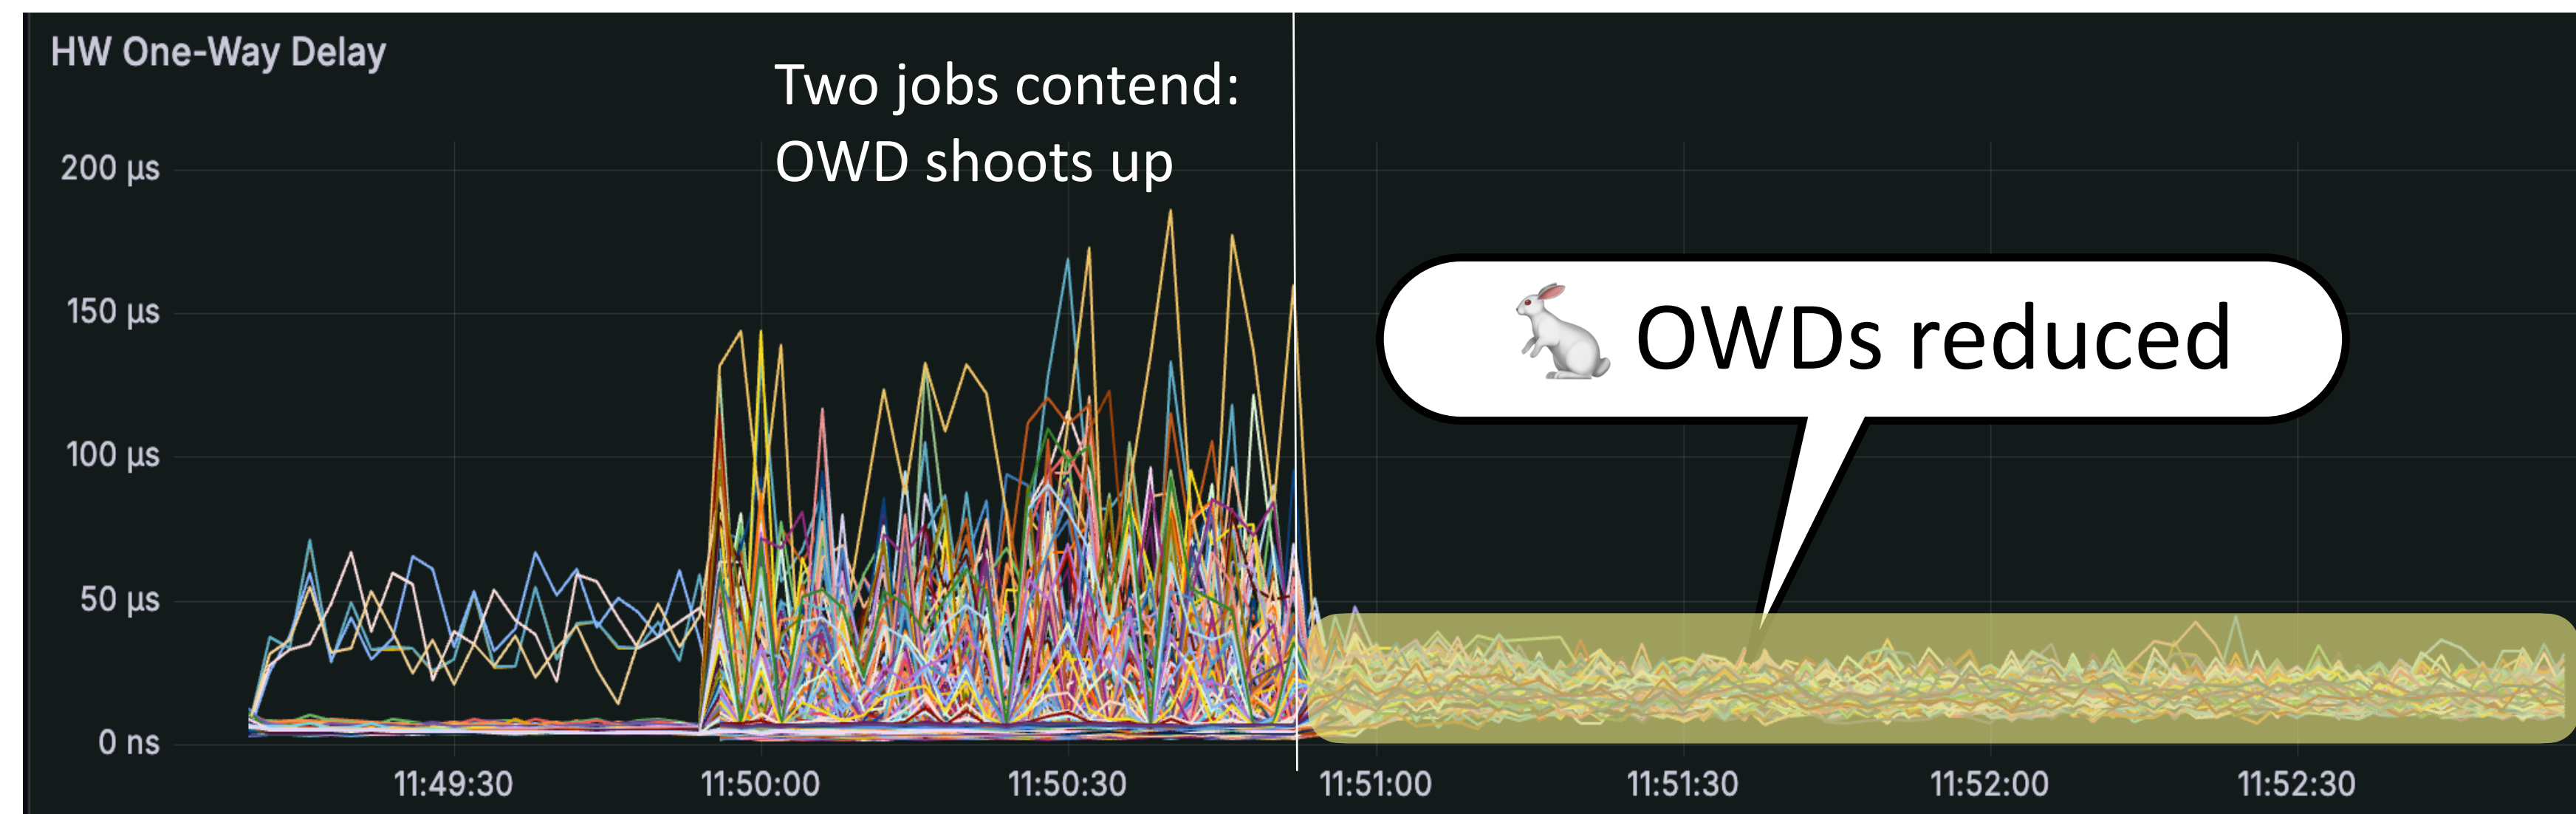 HW One-Way Delay
Two jobs contend:
OWD shoots up
200 µs
150 µs
100 µs
50 µs
0 ns
OWDs reduced
11:49:30
11:50:00
11:50:30
11:51:00
11:51:30
11:52:00
11:52:30